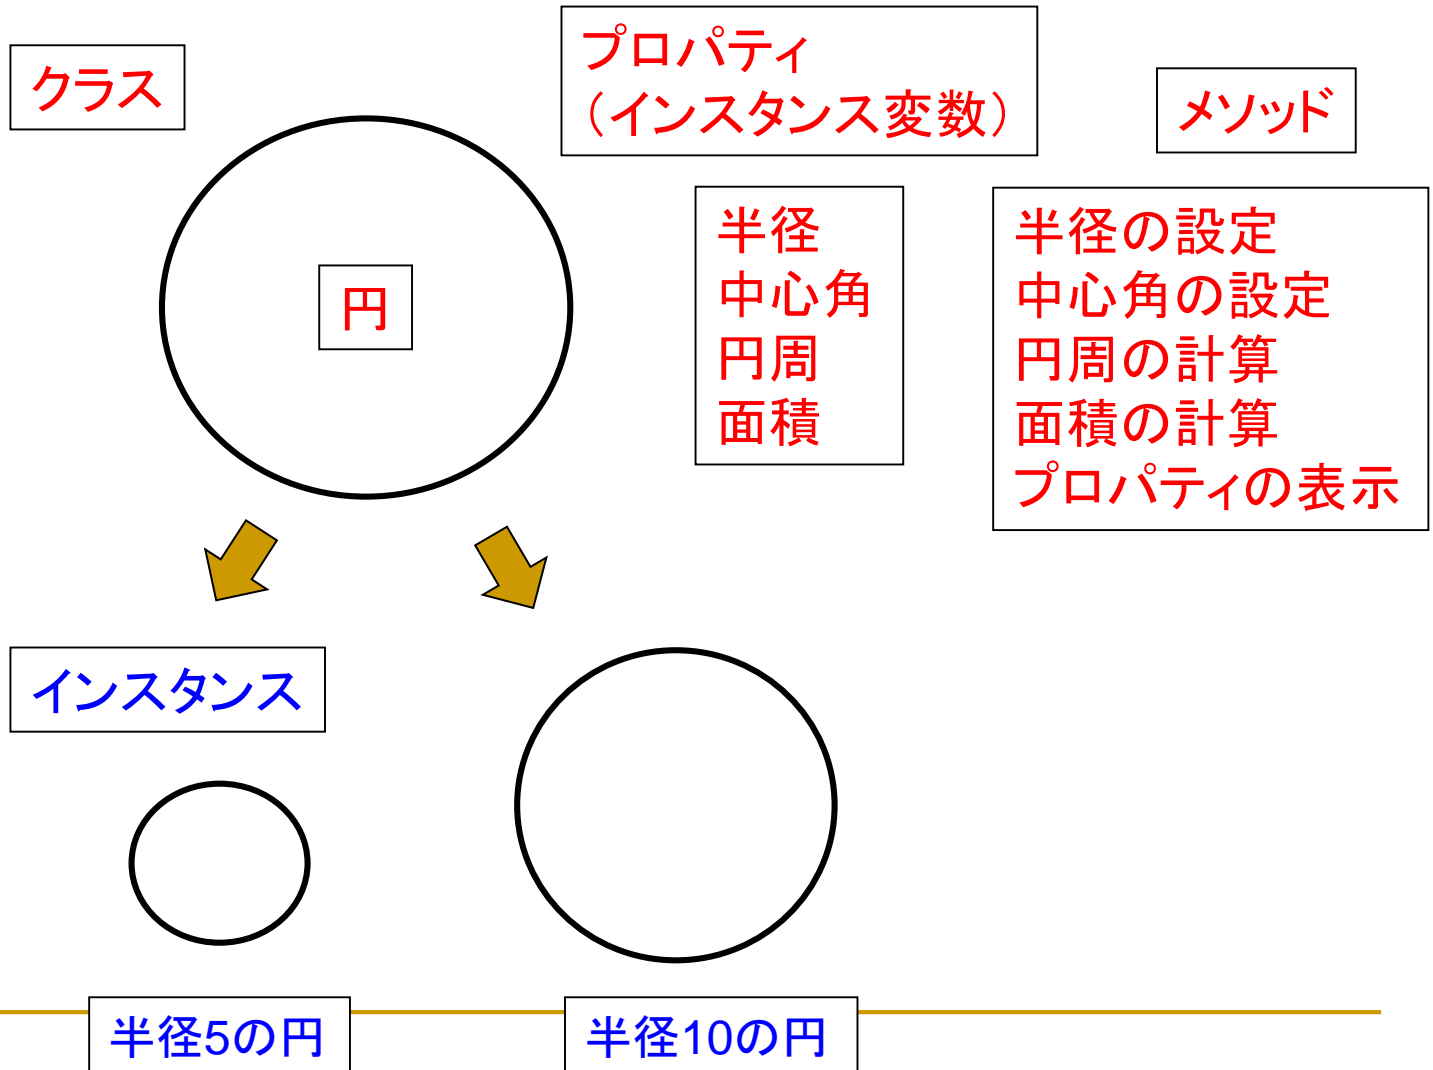 クラス
プロパティ
（インスタンス変数）
メソッド
円
半径
中心角
円周
面積
半径の設定
中心角の設定
円周の計算
面積の計算
プロパティの表示
インスタンス
半径5の円
半径10の円